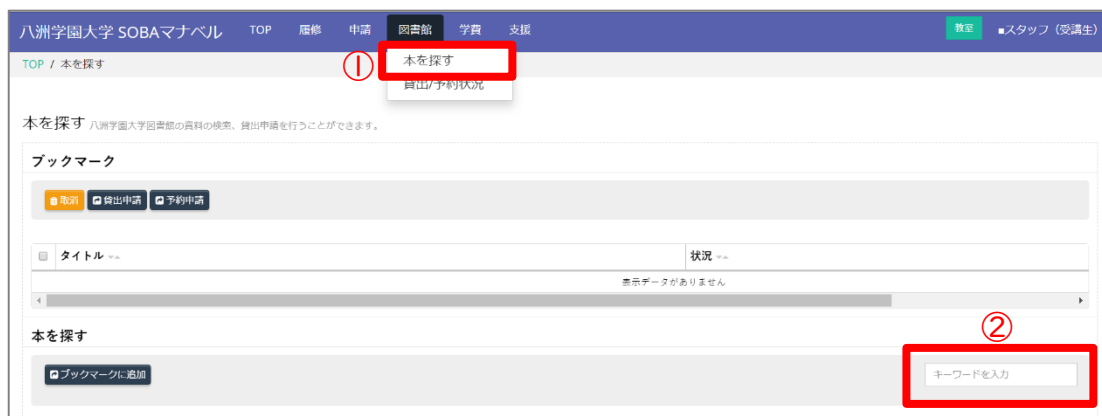 八洲学園大学 SOBAマナベル TOP 履修 申請 図書館 学費 支援 教室 ■スタッフ（受講生）
TOP / 本を探す
① 本を探す
貸出/予約状況
本を探す 八洲学園大学図書館の資料の検索、貸出申請を行うことができます。
ブックマーク
取消 貸出申請 予約申請
タイトル 状況
表示データがありません
本を探す
②
ブックマークに追加 キーワードを入力